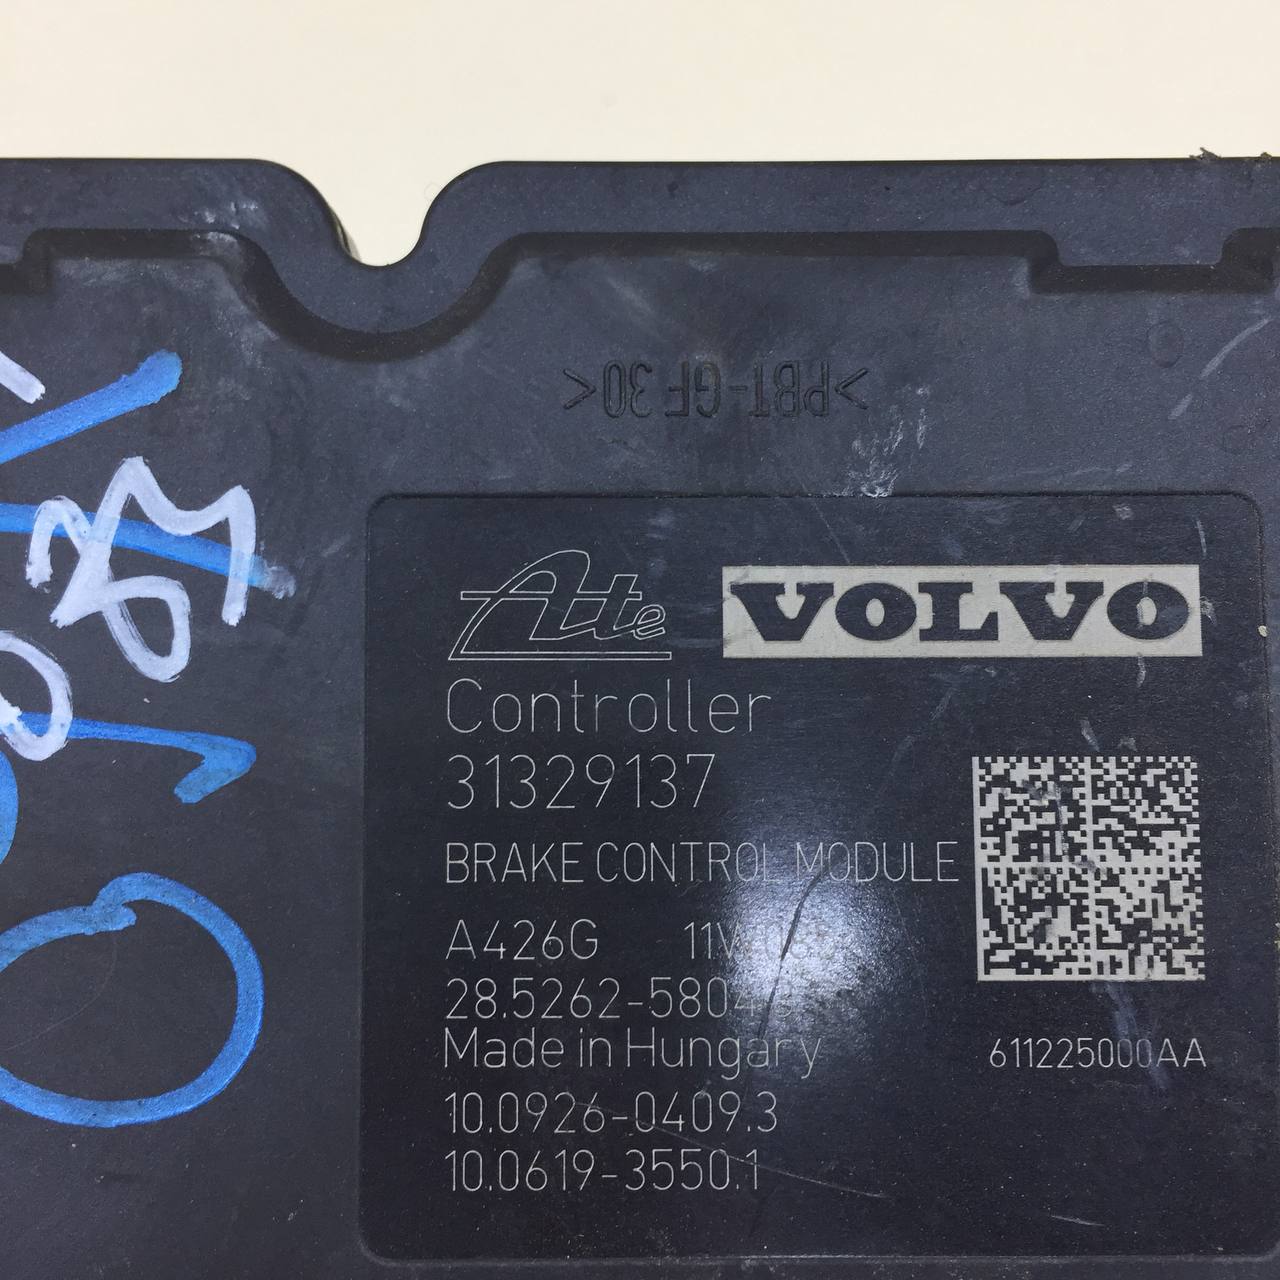 >PBT-GF 30<
Ate VOLVO
Controller
31329137
BRAKE CONTROL MODULE
A426G
Made in Hungary
611225000AA
10.0926-0409.3
10.0619-3550.1